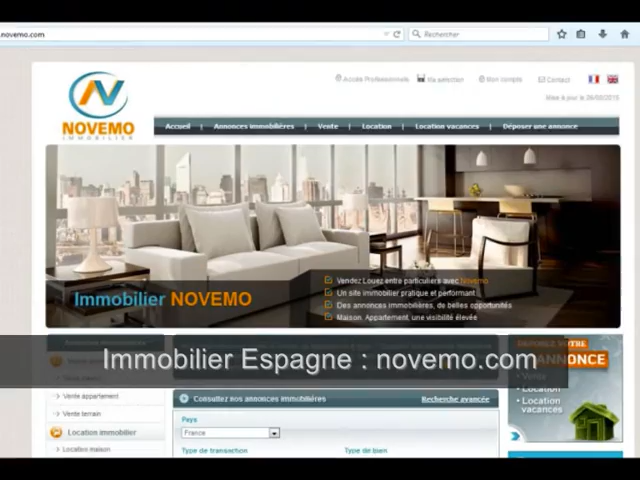 novemo.com
Rechercher
Accès Professionnels
Ma sélection
Mon compte
Contact
NOVEMO
IMMOBILIER
Accueil | Annonces immobilières | Vente | Location | Location vacances | Déposer une annonce
Vendez Louez entre particuliers avec Novemo
Un site immobilier pratique et performant
Des annonces immobilières, de belles opportunités
Maison, Appartement, une visibilité élevée
Immobilier NOVEMO
Immobilier Espagne : novemo.com
Vente appartement
Vente terrain
Location immobilier
Location maison
Consultez nos annonces immobilières
Recherche avancée
Pays
France
Type de transaction
Type de bien
VOTRE
ANNONCE
Vente
Location
Location
vacances